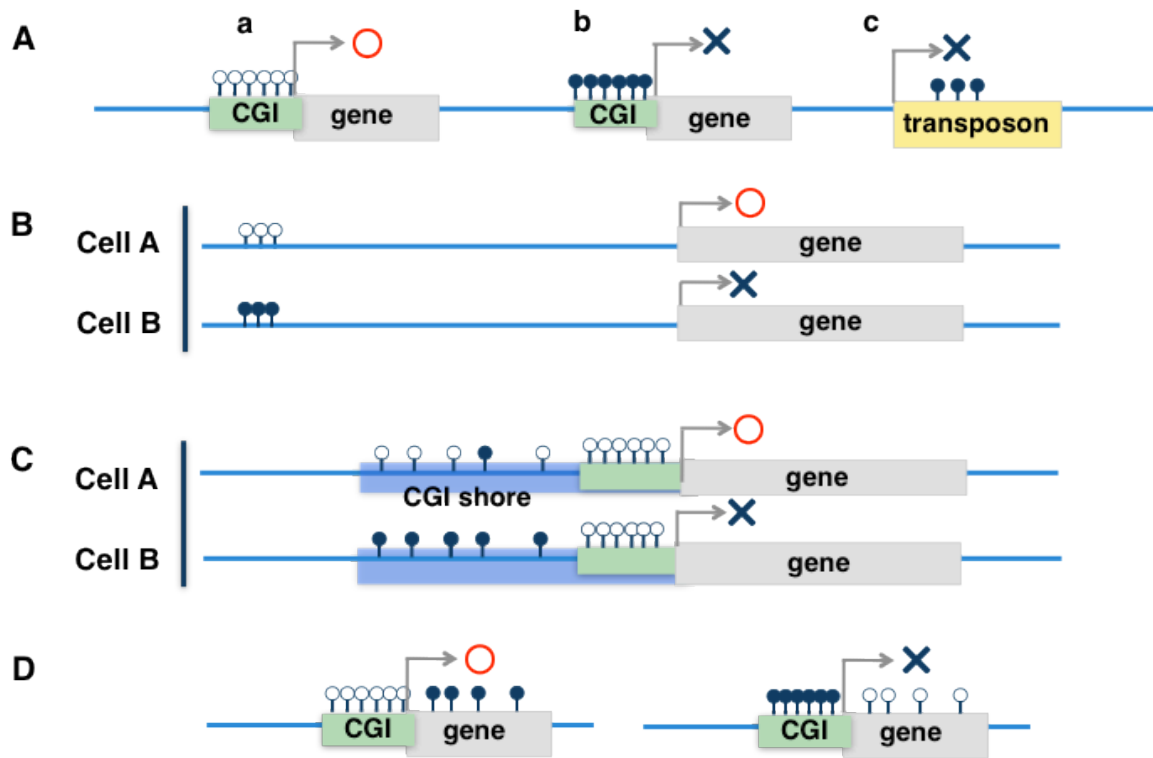 A a b c
CGI gene CGI gene transposon
B
Cell A gene
Cell B gene
C
Cell A gene
CGI shore
Cell B gene
D
CGI gene CGI gene